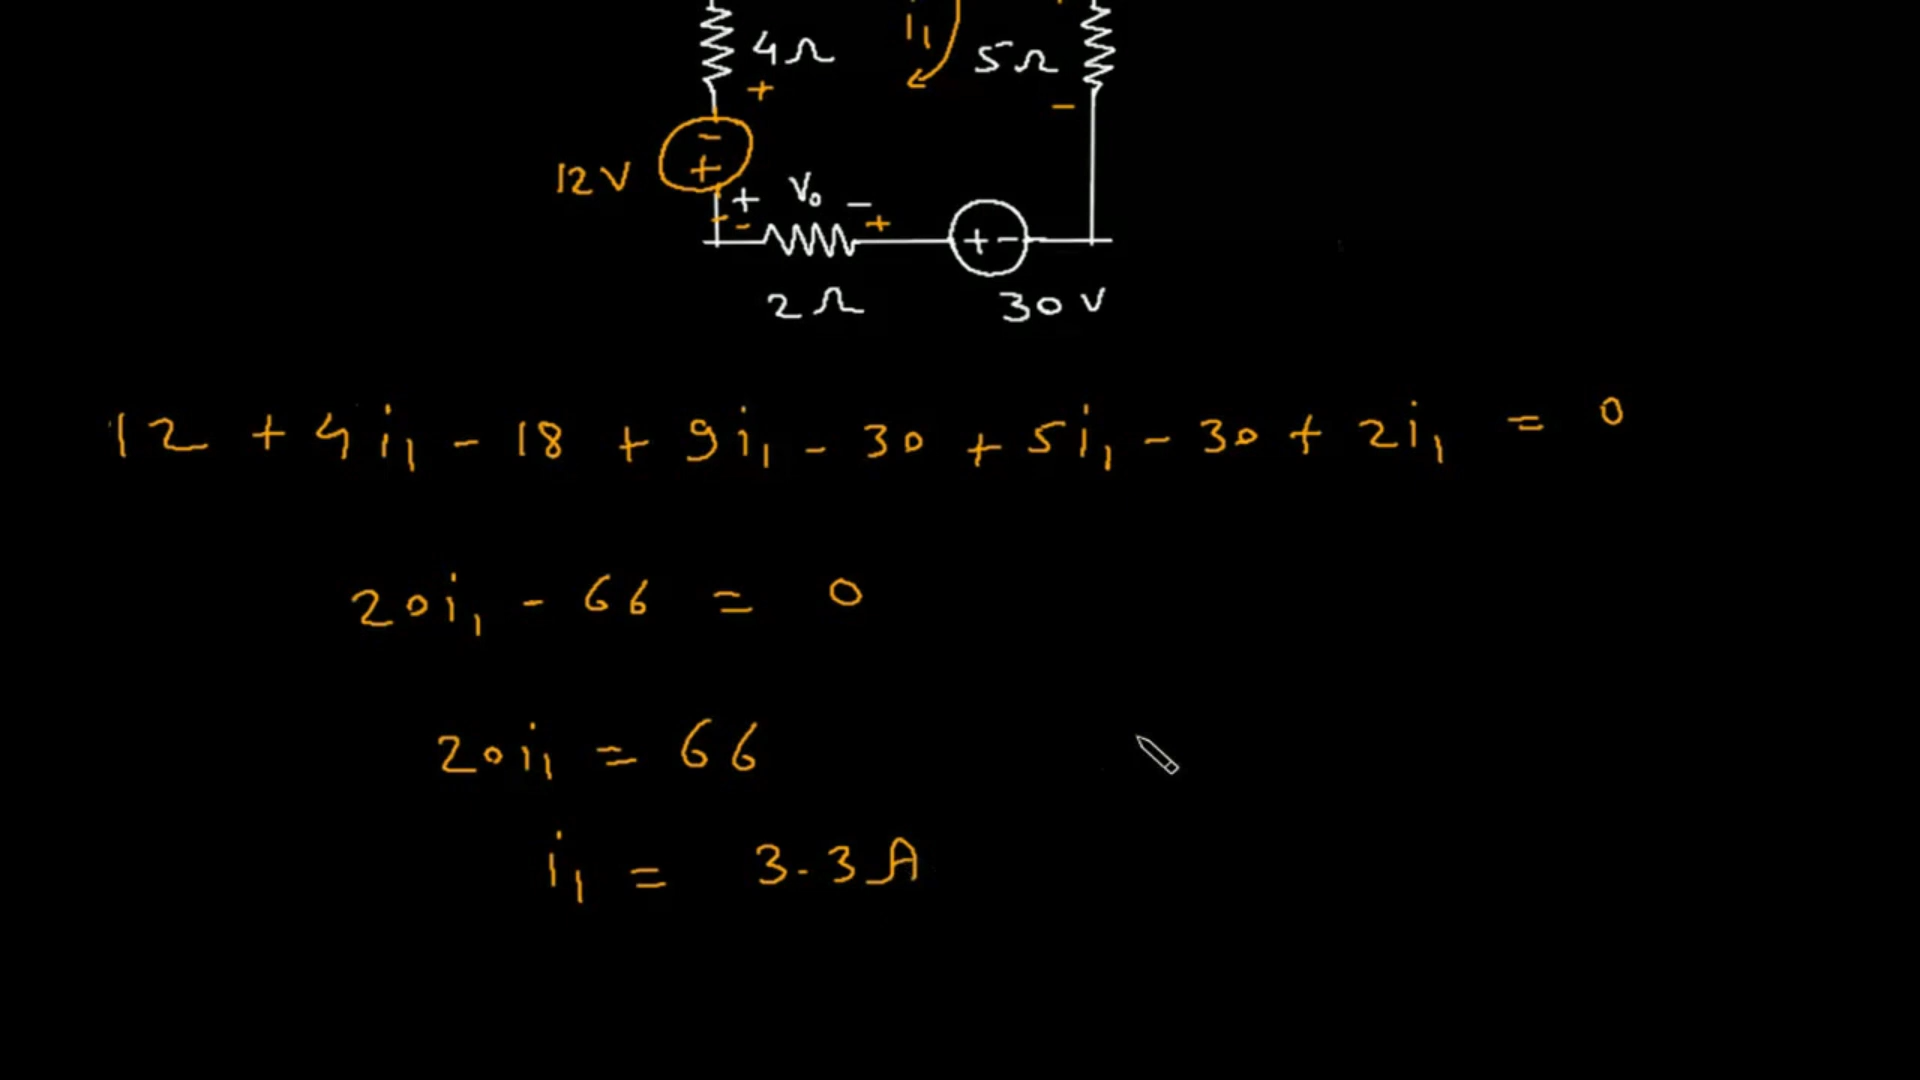 i₁
4Ω 5Ω
+ -
-
12V +
+ V₀ -
- - +
+ -
2Ω 30V
12 + 4i₁ - 18 + 9i₁ - 30 + 5i₁ - 30 + 2i₁ = 0
20i₁ - 66 = 0
20i₁ = 66
i₁ = 3.3A